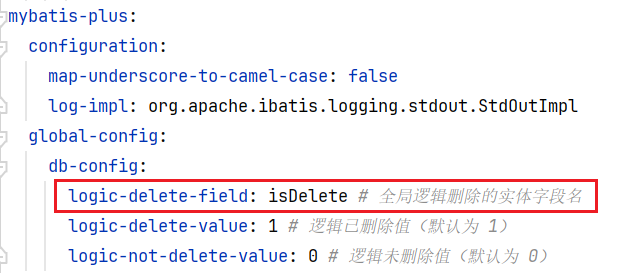 mybatis-plus:
configuration:
map-underscore-to-camel-case: false
log-impl: org.apache.ibatis.logging.stdout.StdOutImpl
global-config:
db-config:
logic-delete-field: isDelete # 全局逻辑删除的实体字段名
logic-delete-value: 1 # 逻辑已删除值（默认为 1）
logic-not-delete-value: 0 # 逻辑未删除值（默认为 0）